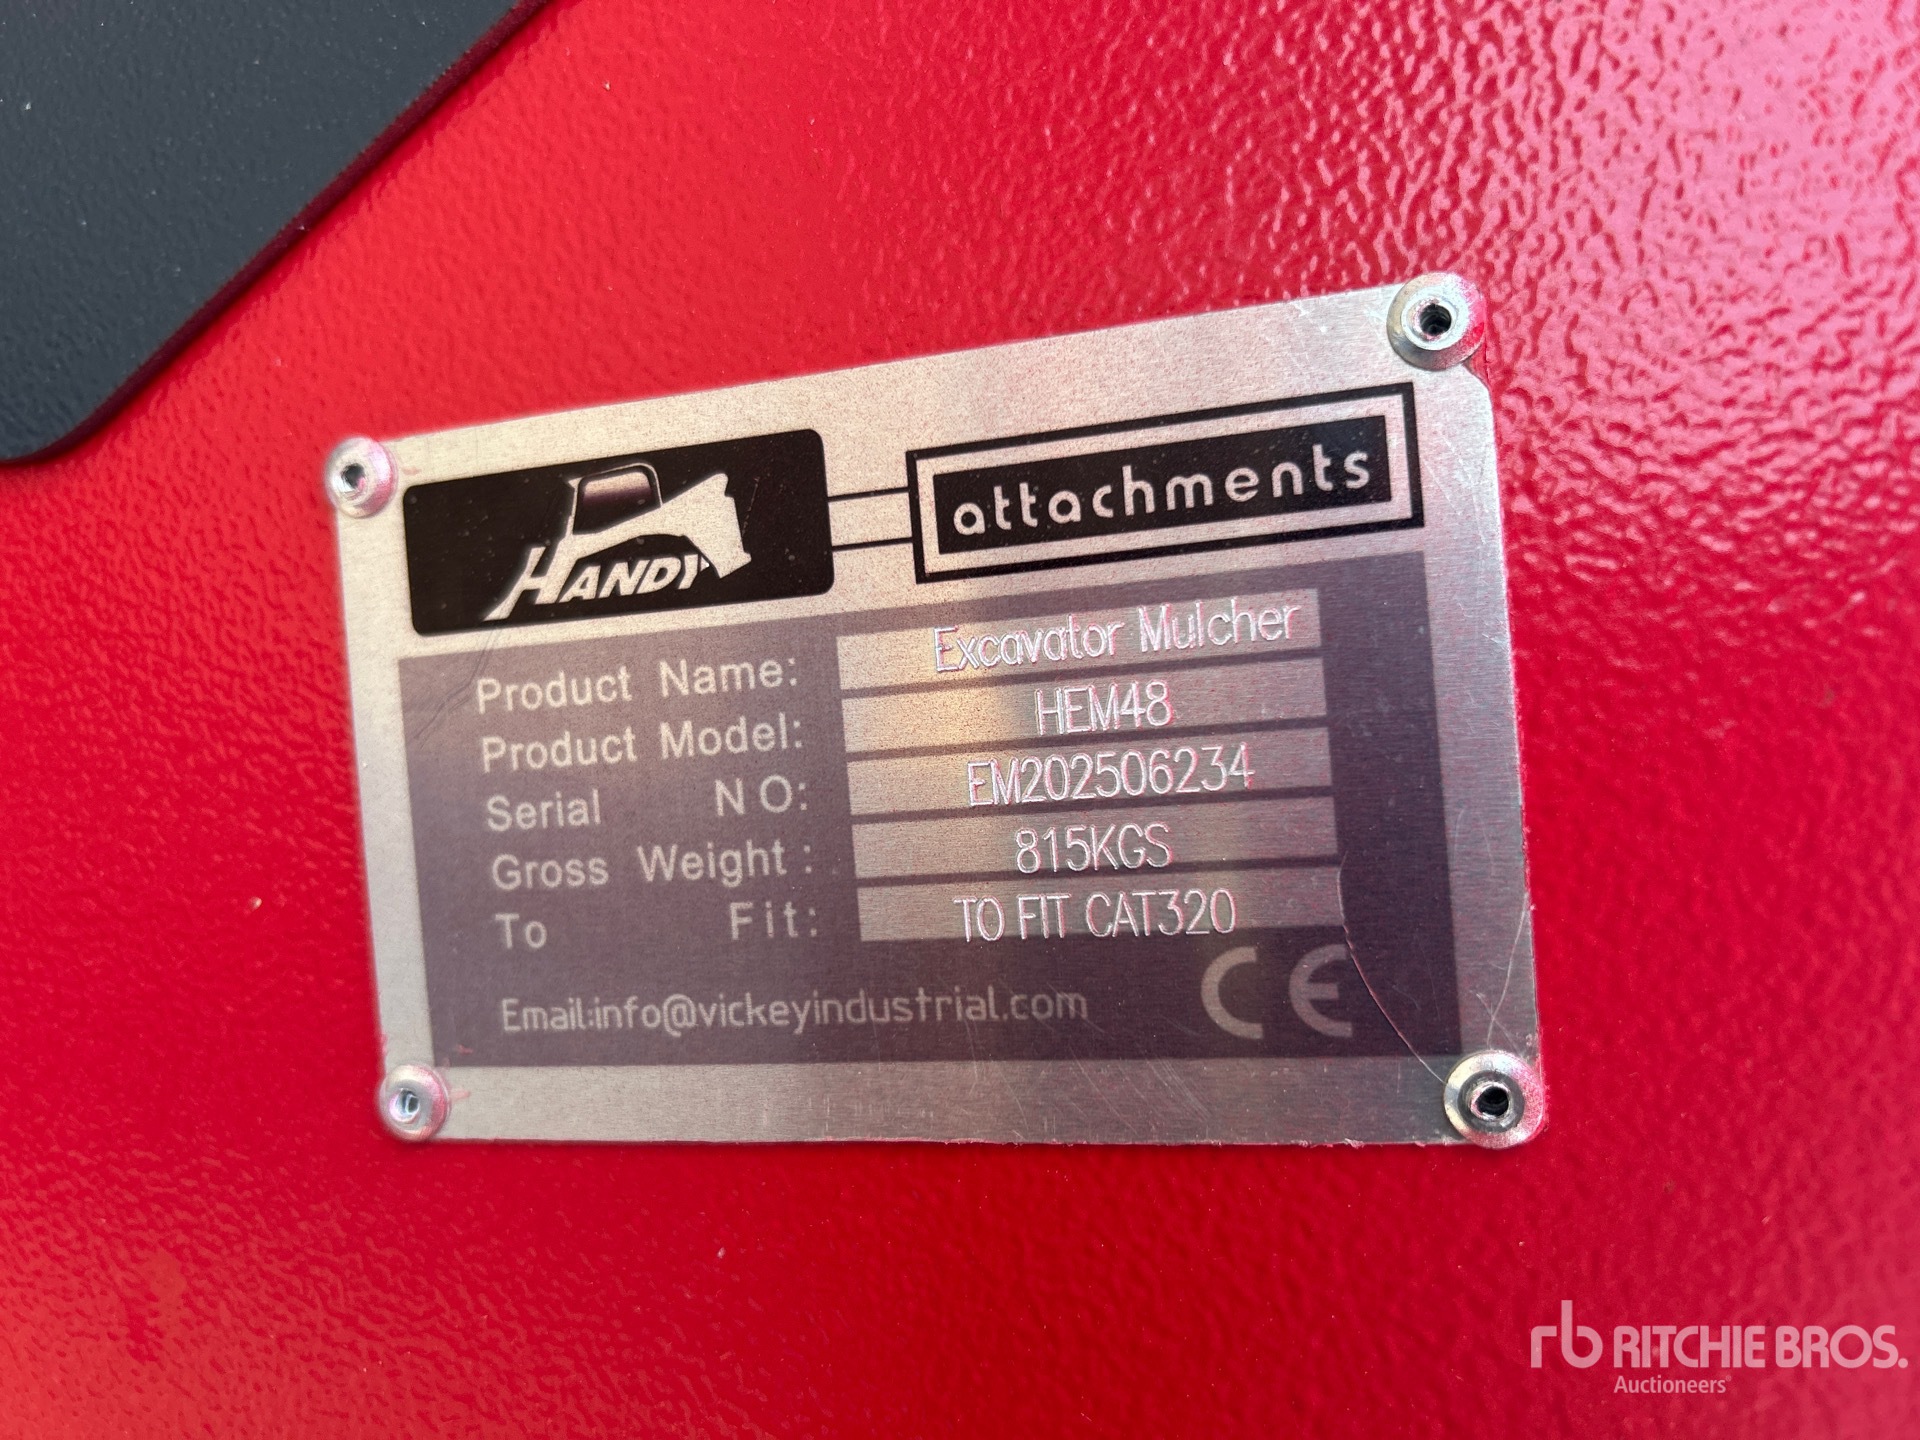 HANDY
attachments
Product Name: Excavator Mulcher
Product Model: HEM48
Serial NO: EM202506234
Gross Weight: 815KGS
To Fit: TO FIT CAT320
Email:info@vickeyindustrial.com
CE
rb RITCHIE BROS.
Auctioneers